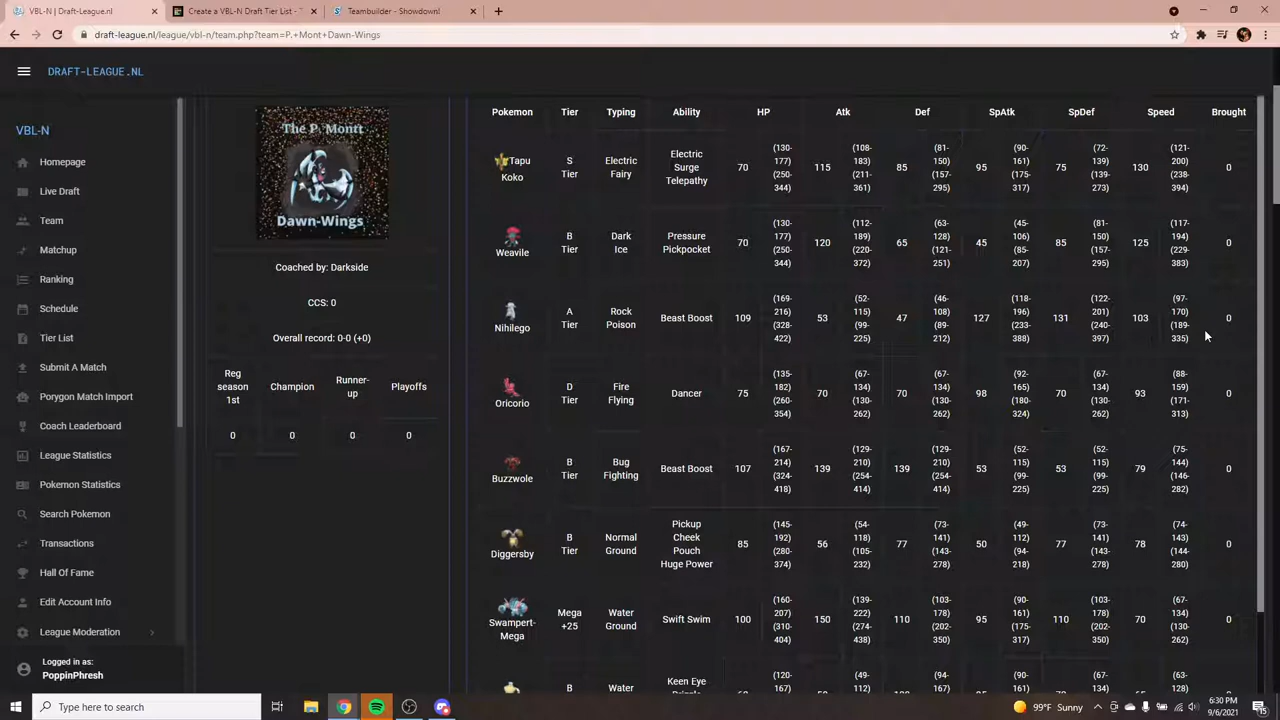 VBL-N | Draft-League.nl
Create a VBL-N Draft Tier List -
Teambuilder - Showdown!
draft-league.nl/league/vbl-n/team.php?team=P.+Mont+Dawn-Wings
DRAFT-LEAGUE.NL
VBL-N
Homepage
Live Draft
Team
Matchup
Ranking
Schedule
Tier List
Submit A Match
Porygon Match Import
Coach Leaderboard
League Statistics
Pokemon Statistics
Search Pokemon
Transactions
Hall Of Fame
Edit Account Info
League Moderation
Logged in as:
PoppinPhresh
The P. Montt
Dawn-Wings
Coached by: Darkside
CCS: 0
Overall record: 0-0 (+0)
Reg season 1st Champion Runner-up Playoffs
0 0 0 0
Pokemon Tier Typing Ability HP Atk Def SpAtk SpDef Speed Brought
Tapu Koko S Tier Electric Fairy Electric Surge Telepathy 70 (130-177) (250-344) 115 (108-183) (211-361) 85 (81-150) (157-295) 95 (90-161) (175-317) 75 (72-139) (139-273) 130 (121-200) (238-394) 0
Weavile B Tier Dark Ice Pressure Pickpocket 70 (130-177) (250-344) 120 (112-189) (220-372) 65 (63-128) (121-251) 45 (45-106) (85-207) 85 (81-150) (157-295) 125 (117-194) (229-383) 0
Nihilego A Tier Rock Poison Beast Boost 109 (169-216) (328-422) 53 (52-115) (99-225) 47 (46-108) (89-212) 127 (118-196) (233-388) 131 (122-201) (240-397) 103 (97-170) (189-335) 0
Oricorio D Tier Fire Flying Dancer 75 (135-182) (260-354) 70 (67-134) (130-262) 70 (67-134) (130-262) 98 (92-165) (180-324) 70 (67-134) (130-262) 93 (88-159) (171-313) 0
Buzzwole B Tier Bug Fighting Beast Boost 107 (167-214) (324-418) 139 (129-210) (254-414) 139 (129-210) (254-414) 53 (52-115) (99-225) 53 (52-115) (99-225) 79 (75-144) (146-282) 0
Diggersby B Tier Normal Ground Pickup Cheek Pouch Huge Power 85 (145-192) (280-374) 56 (54-118) (105-232) 77 (73-141) (143-278) 50 (49-112) (94-218) 77 (73-141) (143-278) 78 (74-143) (144-280) 0
Swampert-Mega Mega +25 Water Ground Swift Swim 100 (160-207) (310-404) 150 (139-222) (274-438) 110 (103-178) (202-350) 95 (90-161) (175-317) 110 (103-178) (202-350) 70 (67-134) (130-262) 0
B Water Keen Eye (120-167) (49-112) (94-167) (90-161) (67-134) (63-128)
Type here to search
99°F Sunny
6:30 PM
9/6/2021
15